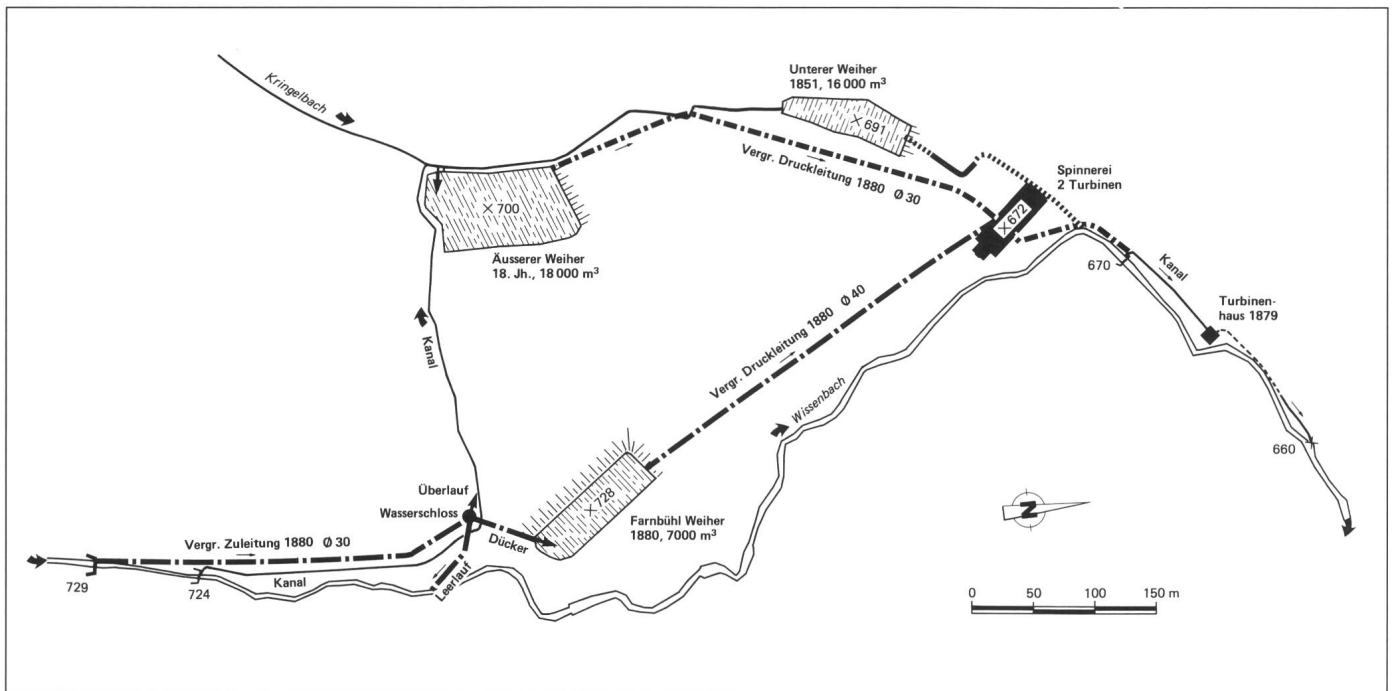 Kringelbach
Unterer Weiher
1851, 16 000 m³
× 691
Vergr. Druckleitung 1880 Ø 30
Spinnerei
2 Turbinen
× 672
× 700
Äusserer Weiher
18. Jh., 18 000 m³
670
Kanal
Turbinen-
haus 1879
Kanal
Vergr. Druckleitung 1880 Ø 40
Wissenbach
660
Überlauf
Wasserschloss
× 728
Farnbühl Weiher
1880, 7000 m³
N
Dücker
Vergr. Zuleitung 1880 Ø 30
Kanal
Leerlauf
729
724
0 50 100 150 m